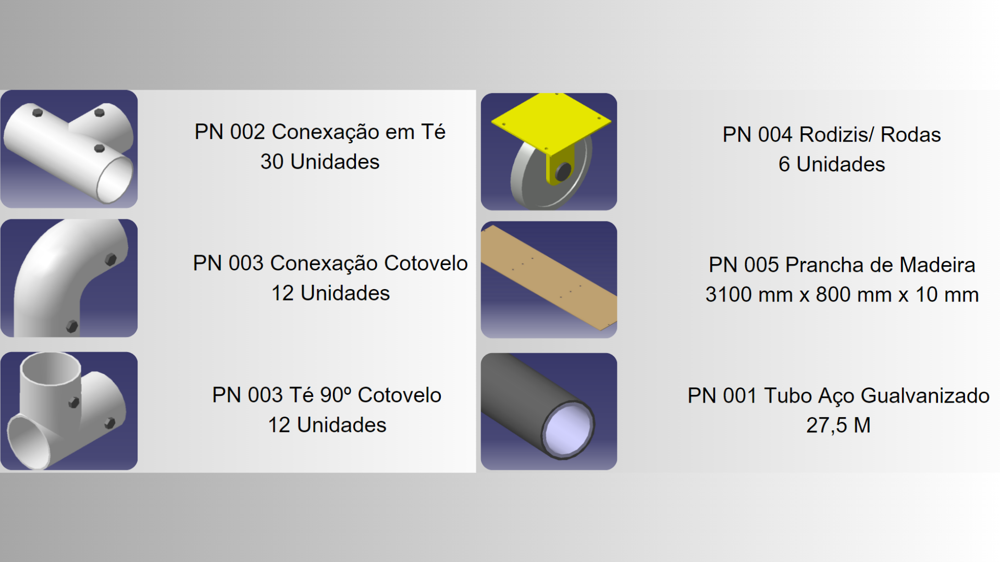 PN 002 Conexação em Té
30 Unidades
PN 003 Conexação Cotovelo
12 Unidades
PN 003 Té 90º Cotovelo
12 Unidades
PN 004 Rodizis/ Rodas
6 Unidades
PN 005 Prancha de Madeira
3100 mm x 800 mm x 10 mm
PN 001 Tubo Aço Gualvanizado
27,5 M